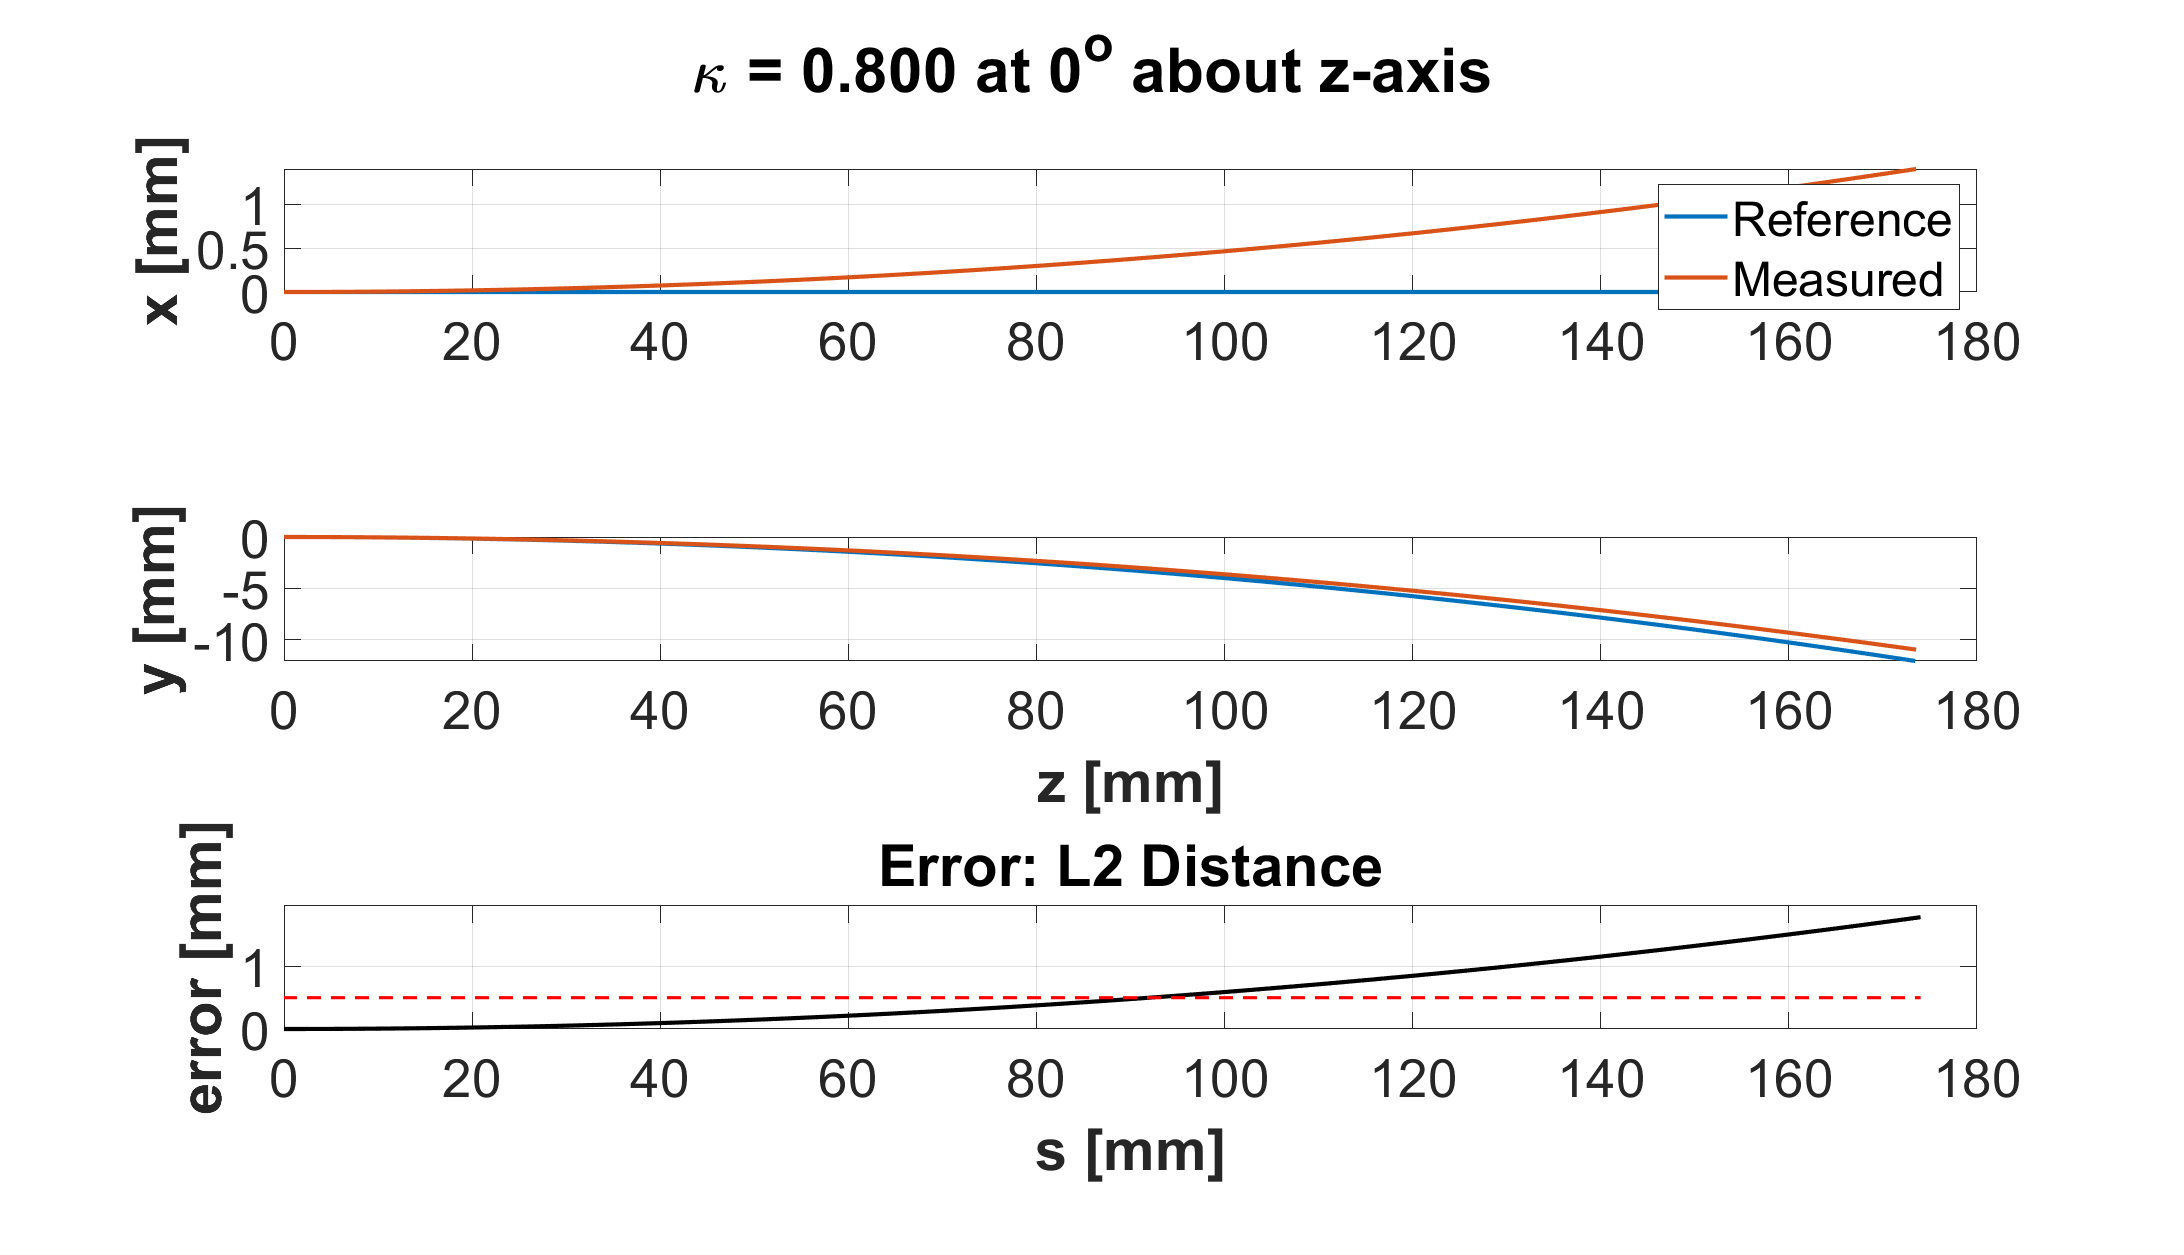 κ = 0.800 at 0° about z-axis
x [mm]
1
0.5
0
Reference
Measured
0 20 40 60 80 100 120 140 160 180
y [mm]
0
-5
-10
0 20 40 60 80 100 120 140 160 180
z [mm]
Error: L2 Distance
error [mm]
1
0
0 20 40 60 80 100 120 140 160 180
s [mm]